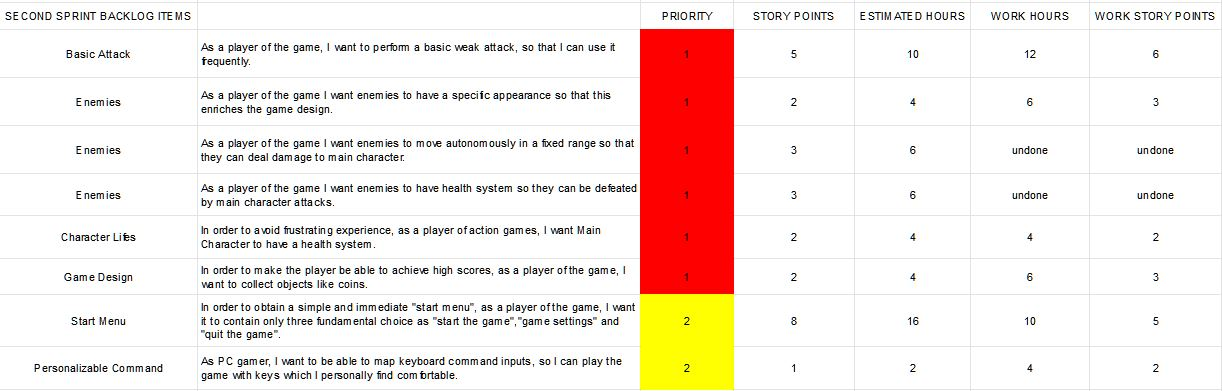 SECOND SPRINT BACKLOG ITEMS PRIORITY STORY POINTS ESTIMATED HOURS WORK HOURS WORK STORY POINTS
Basic Attack As a player of the game, I want to perform a basic weak attack, so that I can use it
frequently. 1 5 10 12 6
Enemies As a player of the game I want enemies to have a specific appearance so that this
enriches the game design. 1 2 4 6 3
Enemies As a player of the game I want enemies to move autonomously in a fixed range so that
they can deal damage to main character. 1 3 6 undone undone
Enemies As a player of the game I want enemies to have health system so they can be defeated
by main character attacks. 1 3 6 undone undone
Character Lifes In order to avoid frustrating experience, as a player of action games, I want Main
Character to have a health system. 1 2 4 4 2
Game Design In order to make the player be able to achieve high scores, as a player of the game, I
want to collect objects like coins. 1 2 4 6 3
Start Menu In order to obtain a simple and immediate "start menu", as a player of the game, I want
it to contain only three fundamental choice as "start the game","game settings" and
"quit the game". 2 8 16 10 5
Personalizable Command As PC gamer, I want to be able to map keyboard command inputs, so I can play the
game with keys which I personally find comfortable. 2 1 2 4 2